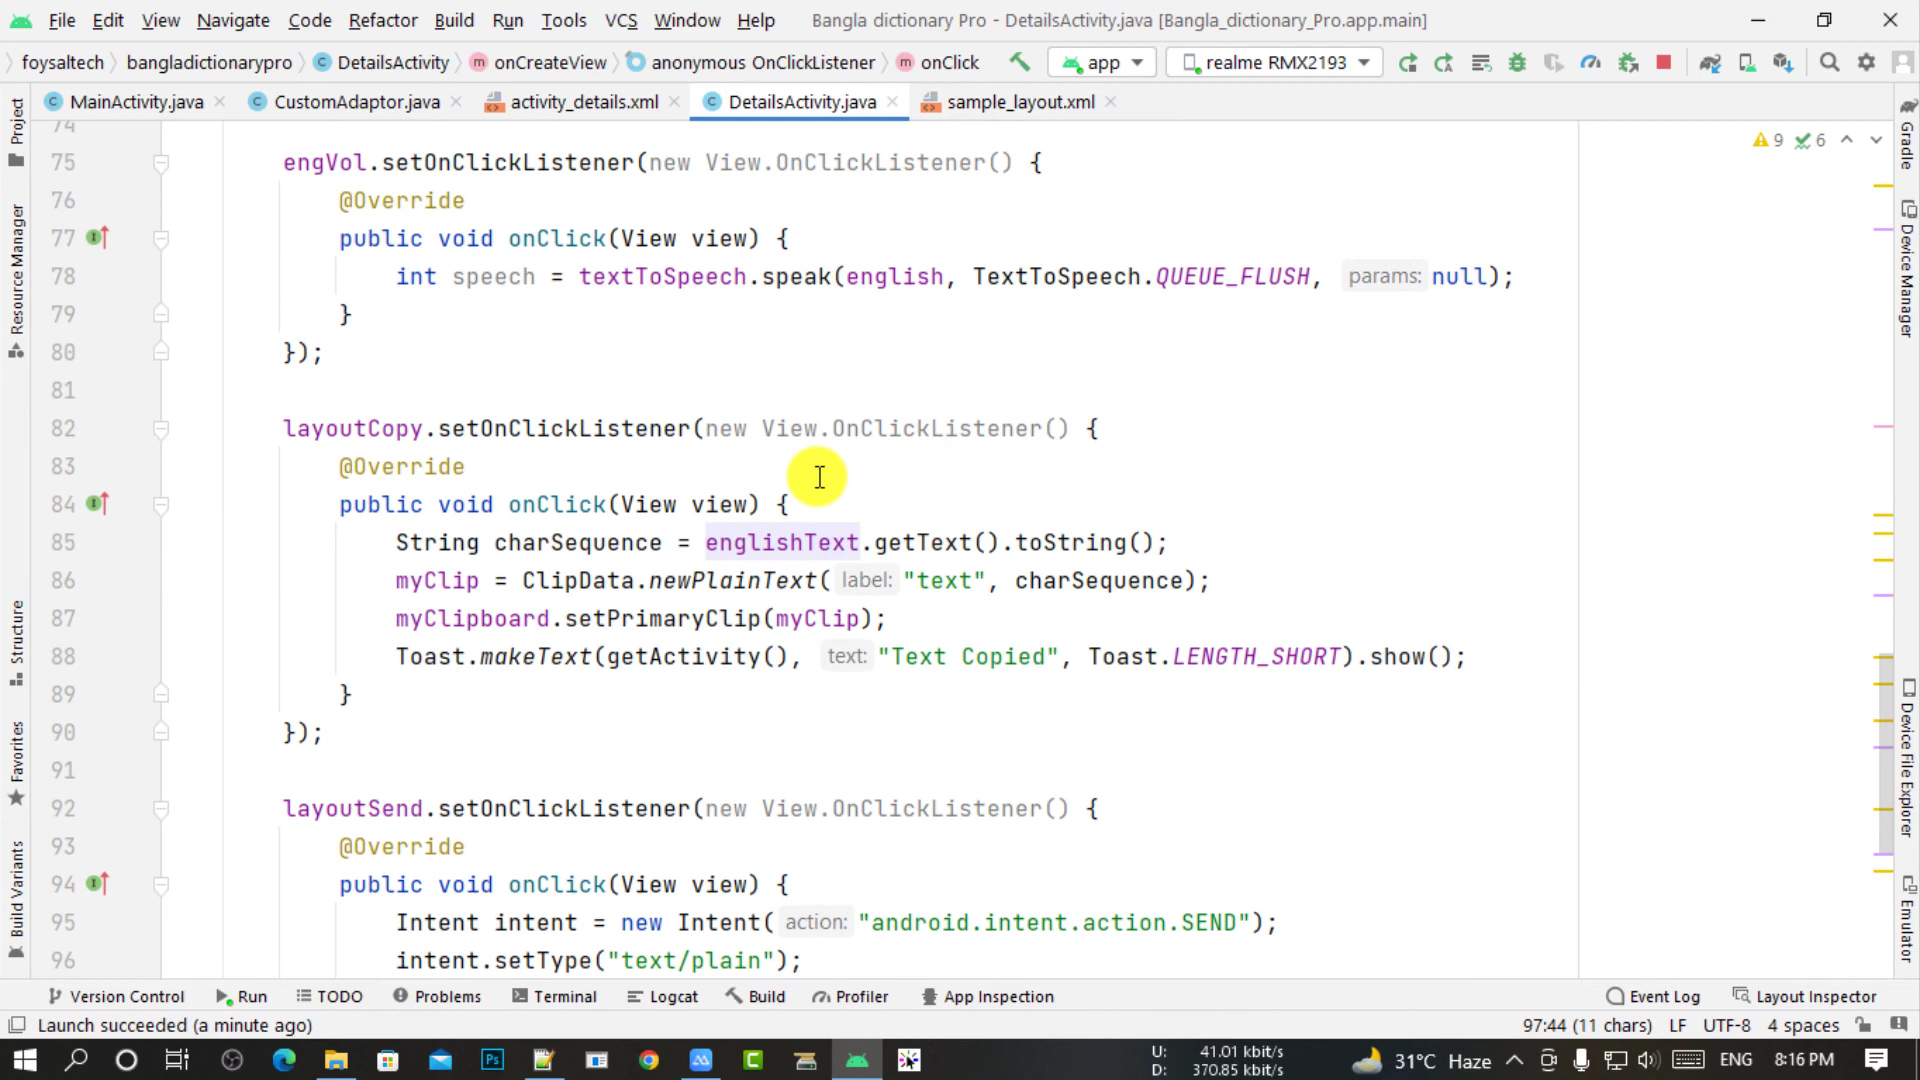 File Edit View Navigate Code Refactor Build Run Tools VCS Window Help Bangla dictionary Pro - DetailsActivity.java [Bangla_dictionary_Pro.app.main]
foysaltech bangladictionarypro DetailsActivity onCreateView anonymous OnClickListener onClick app realme RMX2193
MainActivity.java CustomAdaptor.java activity_details.xml DetailsActivity.java sample_layout.xml
9 6
74
75 engVol.setOnClickListener(new View.OnClickListener() {
76 @Override
77 public void onClick(View view) {
78 int speech = textToSpeech.speak(english, TextToSpeech.QUEUE_FLUSH, params: null);
79 }
80 });
81
82 layoutCopy.setOnClickListener(new View.OnClickListener() {
83 @Override
84 public void onClick(View view) {
85 String charSequence = englishText.getText().toString();
86 myClip = ClipData.newPlainText( label: "text", charSequence);
87 myClipboard.setPrimaryClip(myClip);
88 Toast.makeText(getActivity(), text: "Text Copied", Toast.LENGTH_SHORT).show();
89 }
90 });
91
92 layoutSend.setOnClickListener(new View.OnClickListener() {
93 @Override
94 public void onClick(View view) {
95 Intent intent = new Intent( action: "android.intent.action.SEND");
96 intent.setType("text/plain");
Project
Resource Manager
Structure
Favorites
Build Variants
Gradle
Device Manager
Device File Explorer
Emulator
Version Control Run TODO Problems Terminal Logcat Build Profiler App Inspection Event Log Layout Inspector
Launch succeeded (a minute ago) 97:44 (11 chars) LF UTF-8 4 spaces
U: 41.01 kbit/s
D: 370.85 kbit/s
31°C Haze ENG 8:16 PM